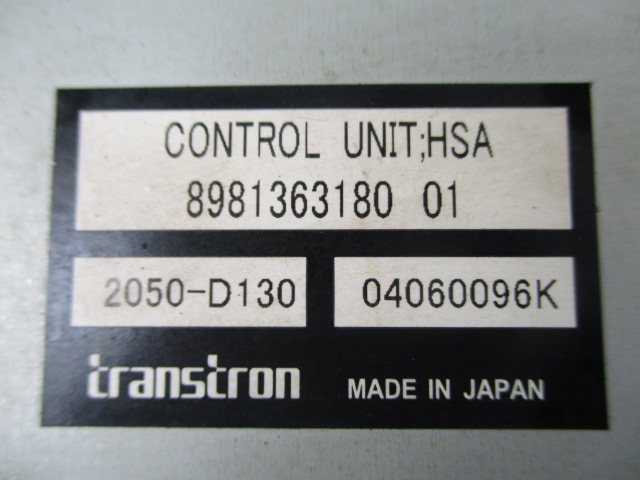 CONTROL UNIT;HSA
8981363180 01
2050-D130 04060096K
transtron MADE IN JAPAN